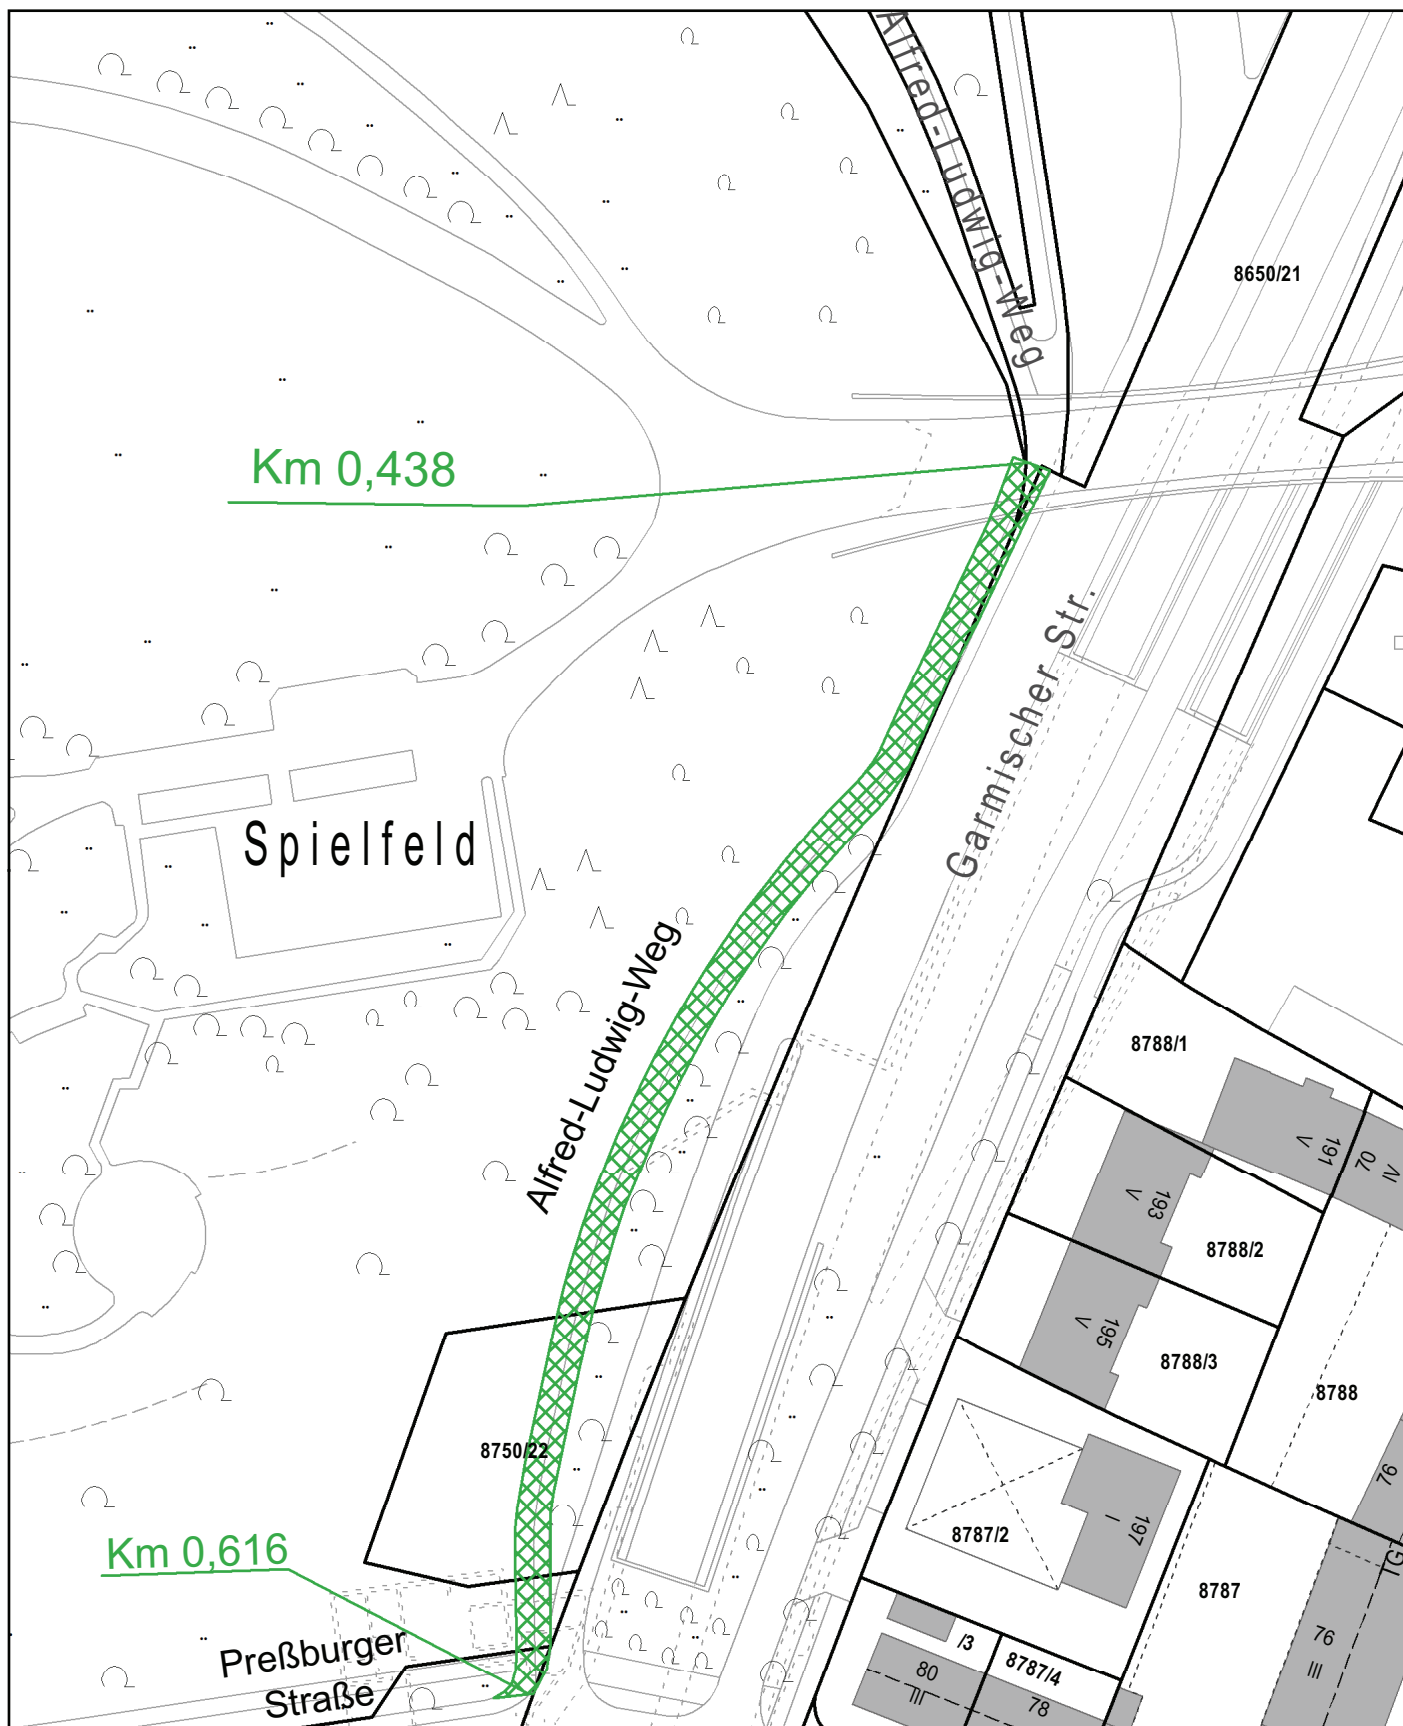 Alfred-Ludwig-Weg
8650/21
Km 0,438
Garmischer Str.
Spielfeld
Alfred-Ludwig-Weg
8788/1
191
V
70
IV
193
V
8788/2
195
V
8788/3
8788
8750/22
76
197
I
8787/2
Km 0,616
TG
8787
Preßburger
Straße
/3
8787/4
80
III
78
76
III